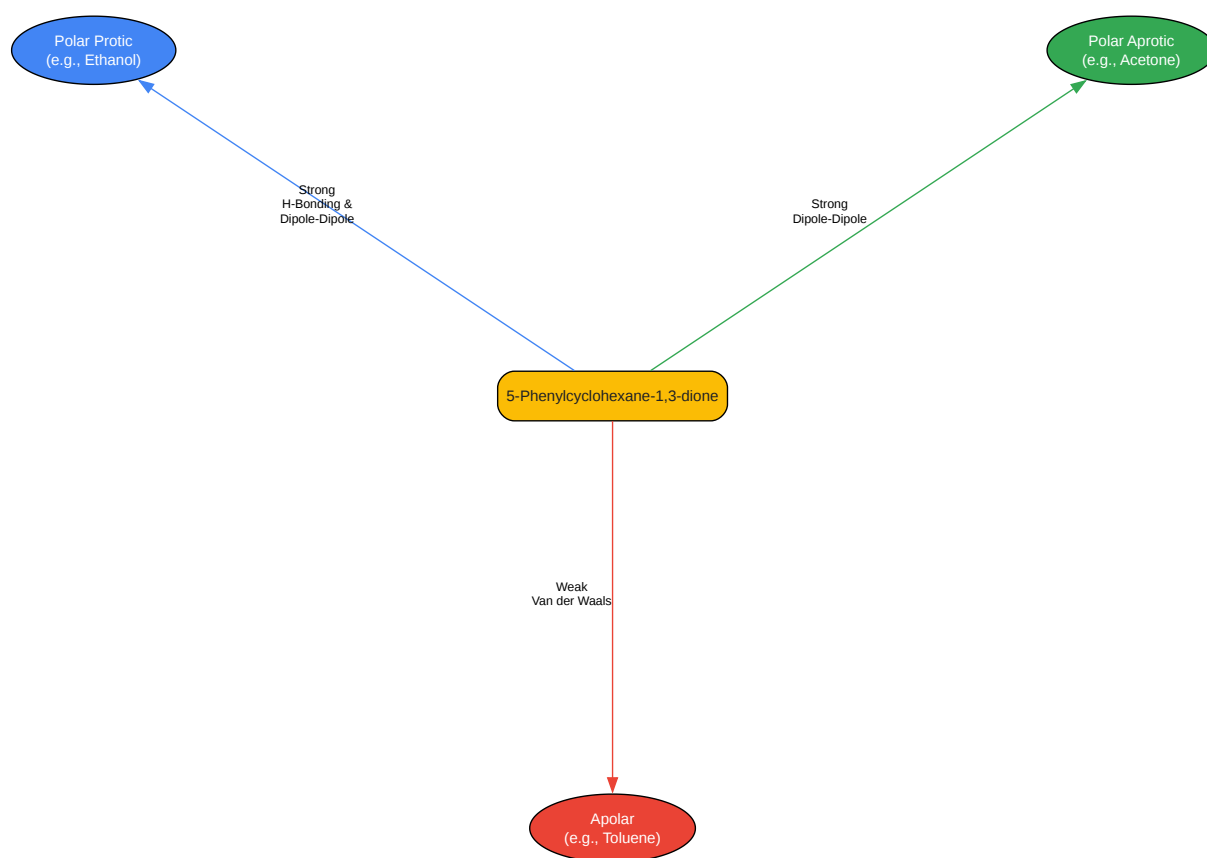 Polar Protic
(e.g., Ethanol)
Polar Aprotic
(e.g., Acetone)
Strong
H-Bonding &
Dipole-Dipole
Strong
Dipole-Dipole
5-Phenylcyclohexane-1,3-dione
Weak
Van der Waals
Apolar
(e.g., Toluene)